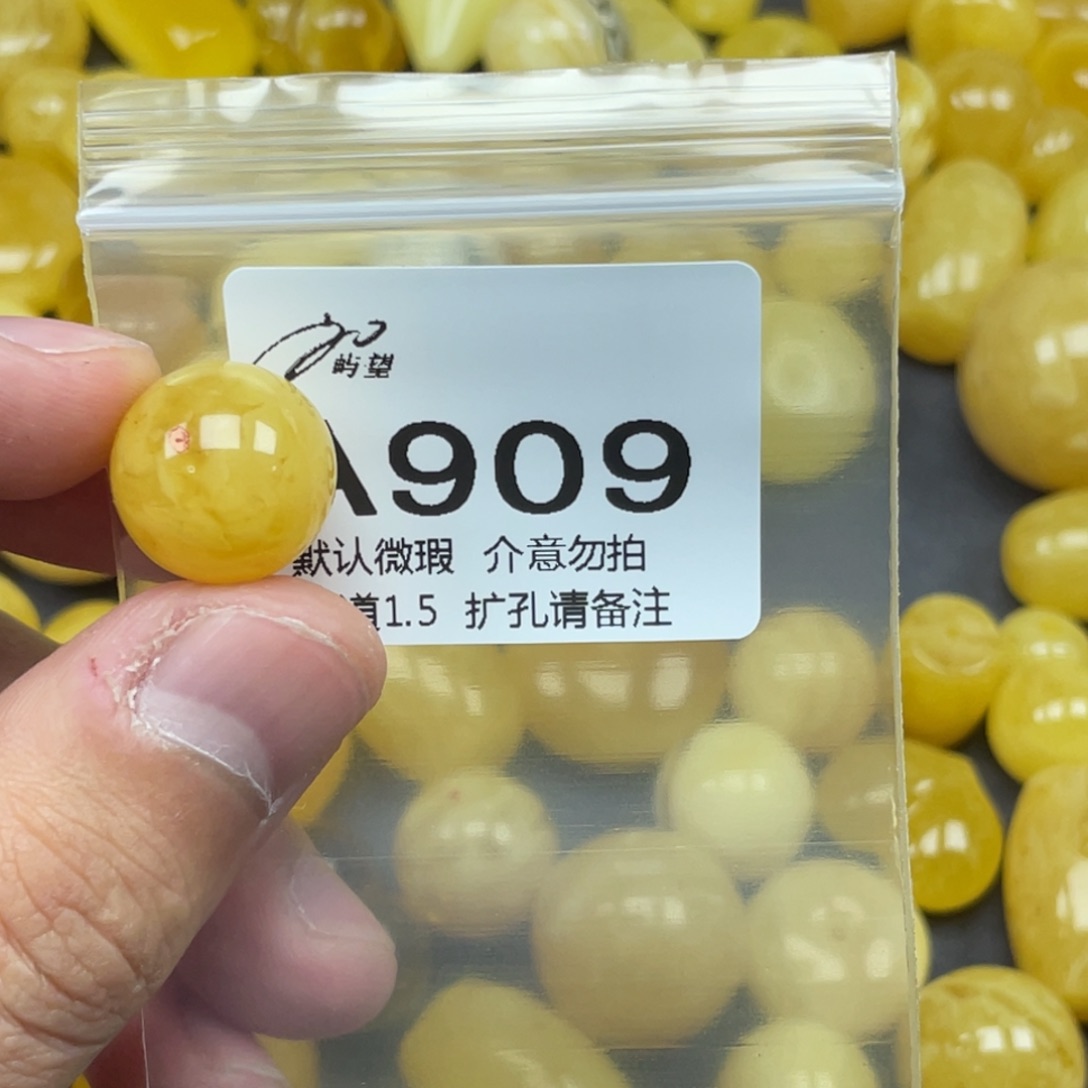 屿望
A909
默认微瑕 介意勿拍
道1.5 扩孔请备注